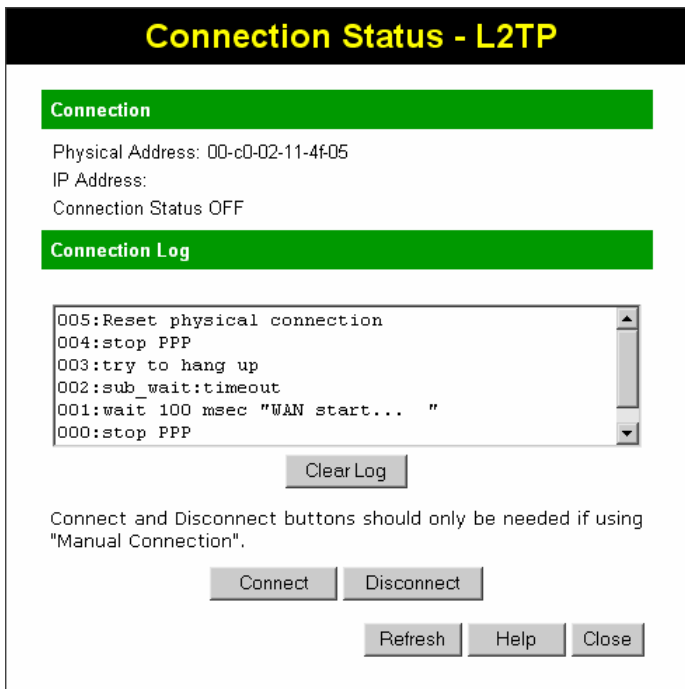 Connection Status - L2TP
Connection
Physical Address: 00-c0-02-11-4f-05
IP Address:
Connection Status OFF
Connection Log
005:Reset physical connection
004:stop PPP
003:try to hang up
002:sub_wait:timeout
001:wait 100 msec "WAN start...  "
000:stop PPP
Clear Log
Connect and Disconnect buttons should only be needed if using
"Manual Connection".
Connect Disconnect
Refresh Help Close